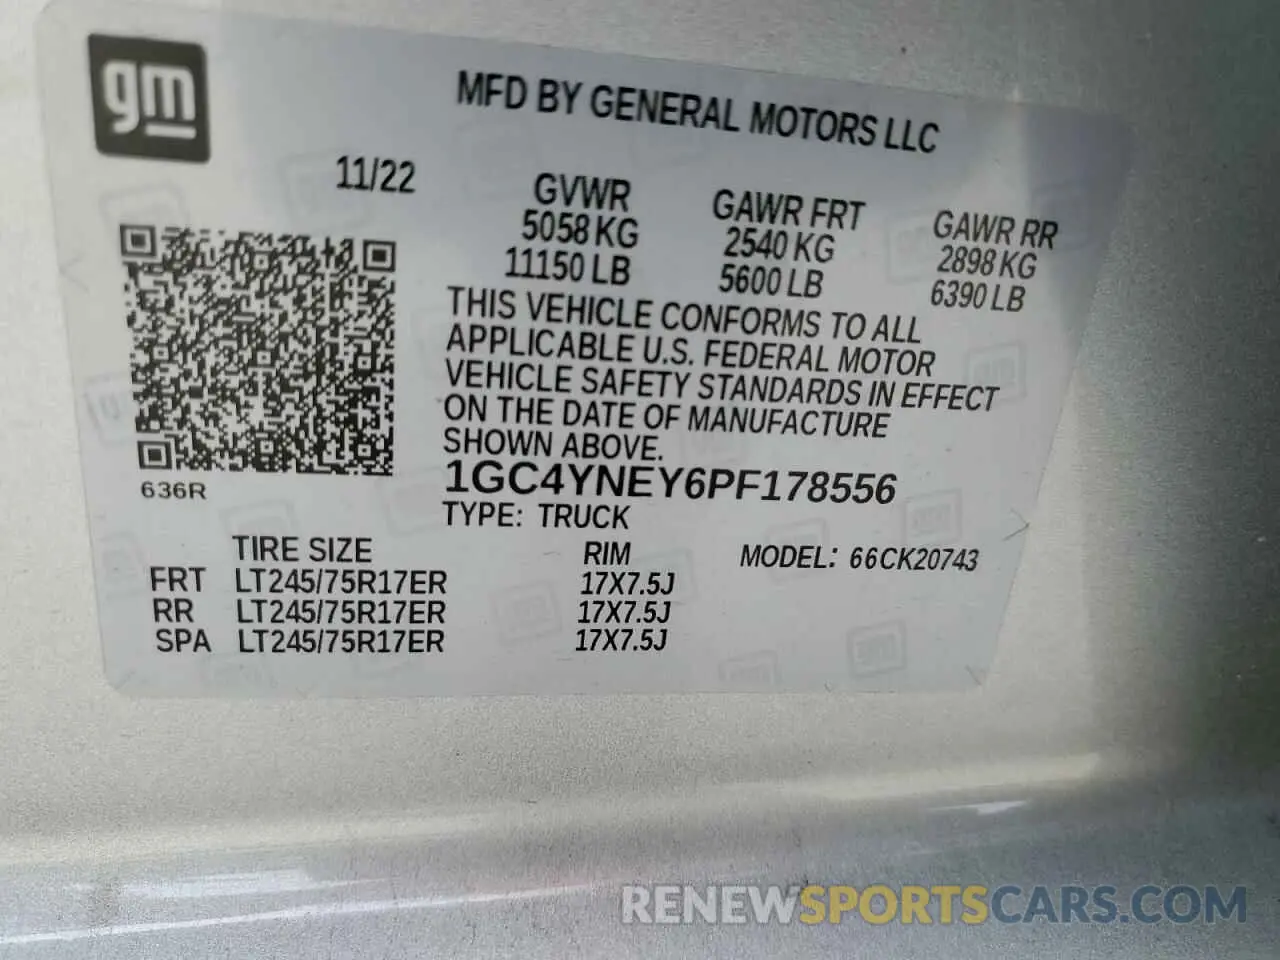 gm
MFD BY GENERAL MOTORS LLC
11/22
GVWR
5058 KG
11150 LB
GAWR FRT
2540 KG
5600 LB
GAWR RR
2898 KG
6390 LB
THIS VEHICLE CONFORMS TO ALL
APPLICABLE U.S. FEDERAL MOTOR
VEHICLE SAFETY STANDARDS IN EFFECT
ON THE DATE OF MANUFACTURE
SHOWN ABOVE.
636R
1GC4YNEY6PF178556
TYPE: TRUCK
TIRE SIZE RIM MODEL: 66CK20743
FRT LT245/75R17ER 17X7.5J
RR LT245/75R17ER 17X7.5J
SPA LT245/75R17ER 17X7.5J
RENEWSPORTSCARS.COM